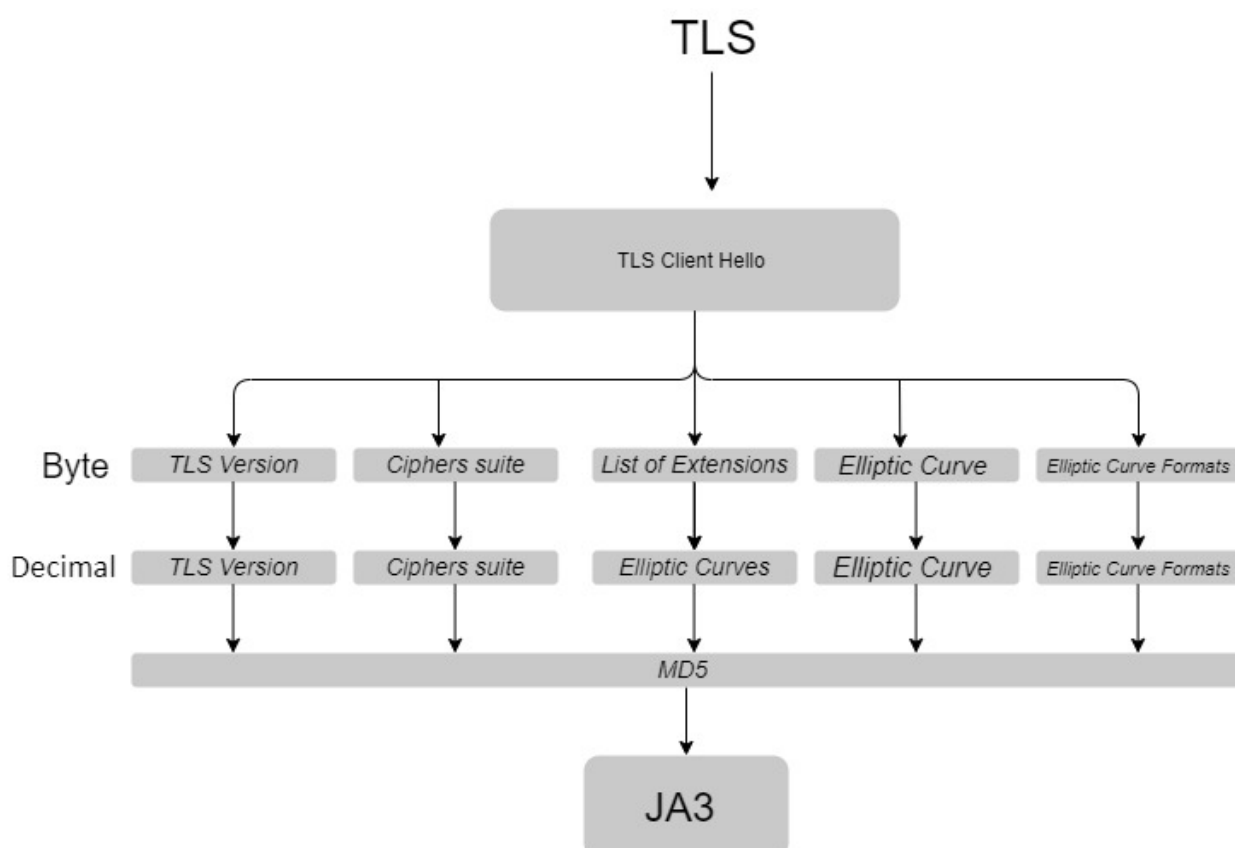 TLS
TLS Client Hello
Byte
TLS Version
Ciphers suite
List of Extensions
Elliptic Curve
Elliptic Curve Formats
Decimal
TLS Version
Ciphers suite
Elliptic Curves
Elliptic Curve
Elliptic Curve Formats
MD5
JA3